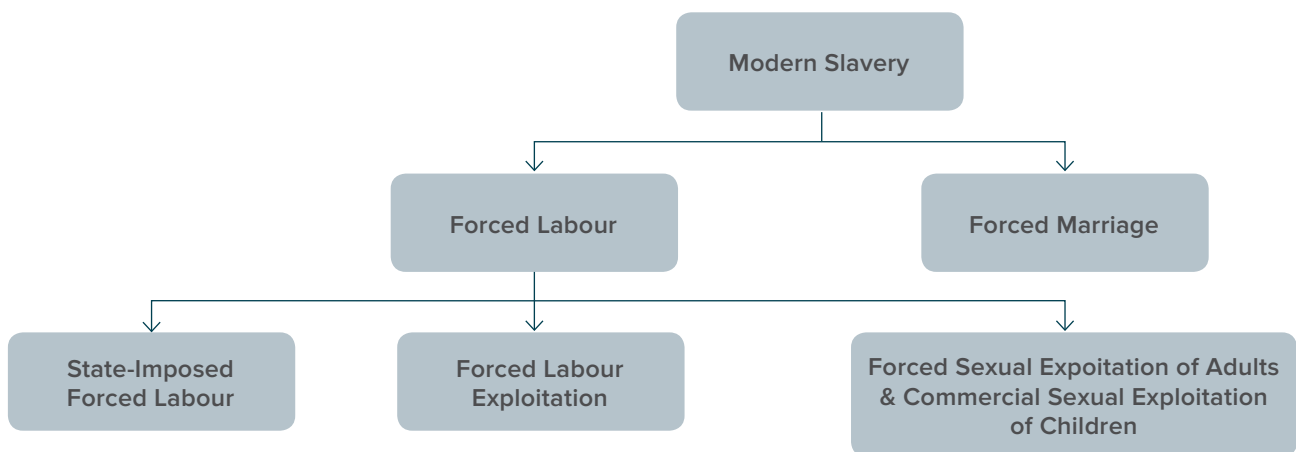 Modern Slavery
Forced Labour
Forced Marriage
State-Imposed
Forced Labour
Forced Labour
Exploitation
Forced Sexual Expoitation of Adults
& Commercial Sexual Exploitation
of Children